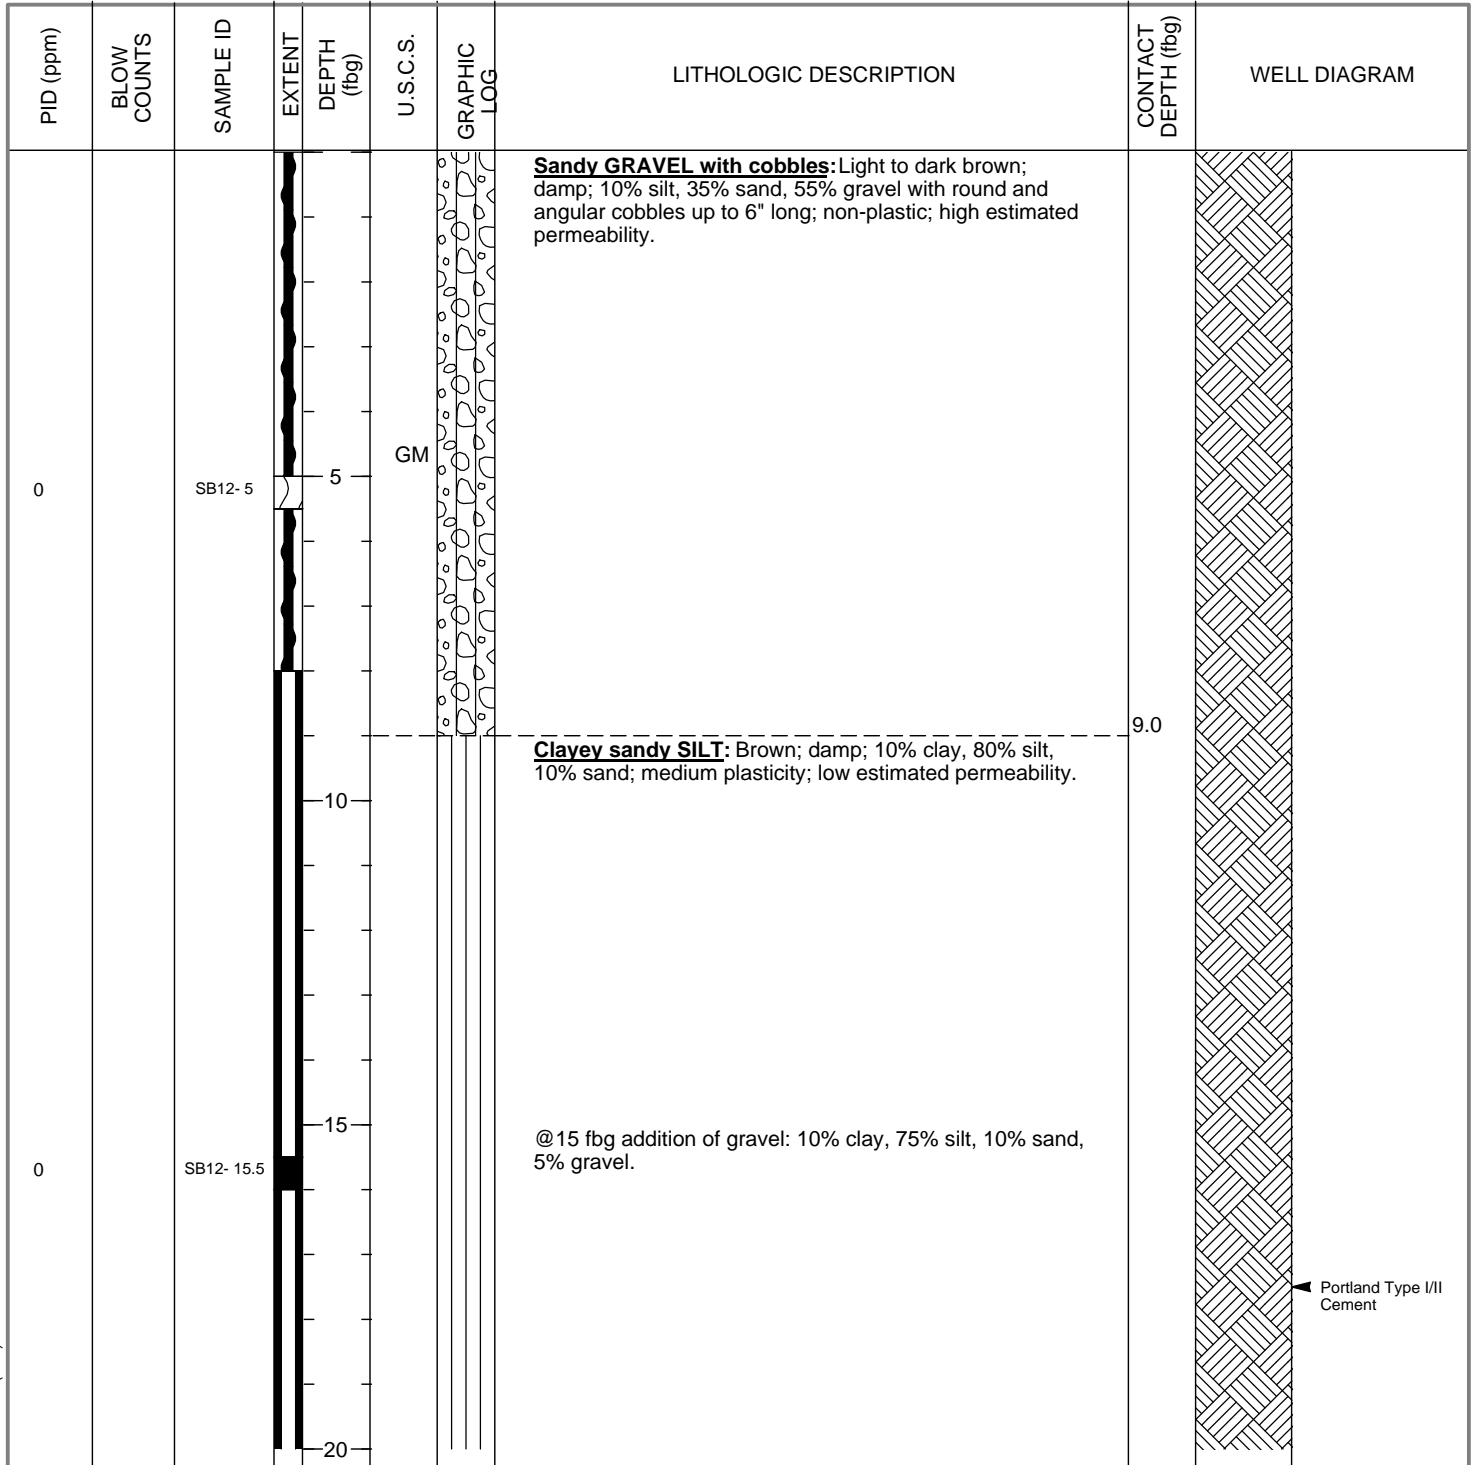 PID (ppm)
BLOW
COUNTS
SAMPLE ID
EXTENT
DEPTH
(fbg)
U.S.C.S.
GRAPHIC
LOG
LITHOLOGIC DESCRIPTION
CONTACT
DEPTH (fbg)
WELL DIAGRAM
Sandy GRAVEL with cobbles: Light to dark brown;
damp; 10% silt, 35% sand, 55% gravel with round and
angular cobbles up to 6" long; non-plastic; high estimated
permeability.
GM
5
0
SB12- 5
9.0
Clayey sandy SILT: Brown; damp; 10% clay, 80% silt,
10% sand; medium plasticity; low estimated permeability.
10
15
@15 fbg addition of gravel: 10% clay, 75% silt, 10% sand,
5% gravel.
0
SB12- 15.5
Portland Type I/II
Cement
20